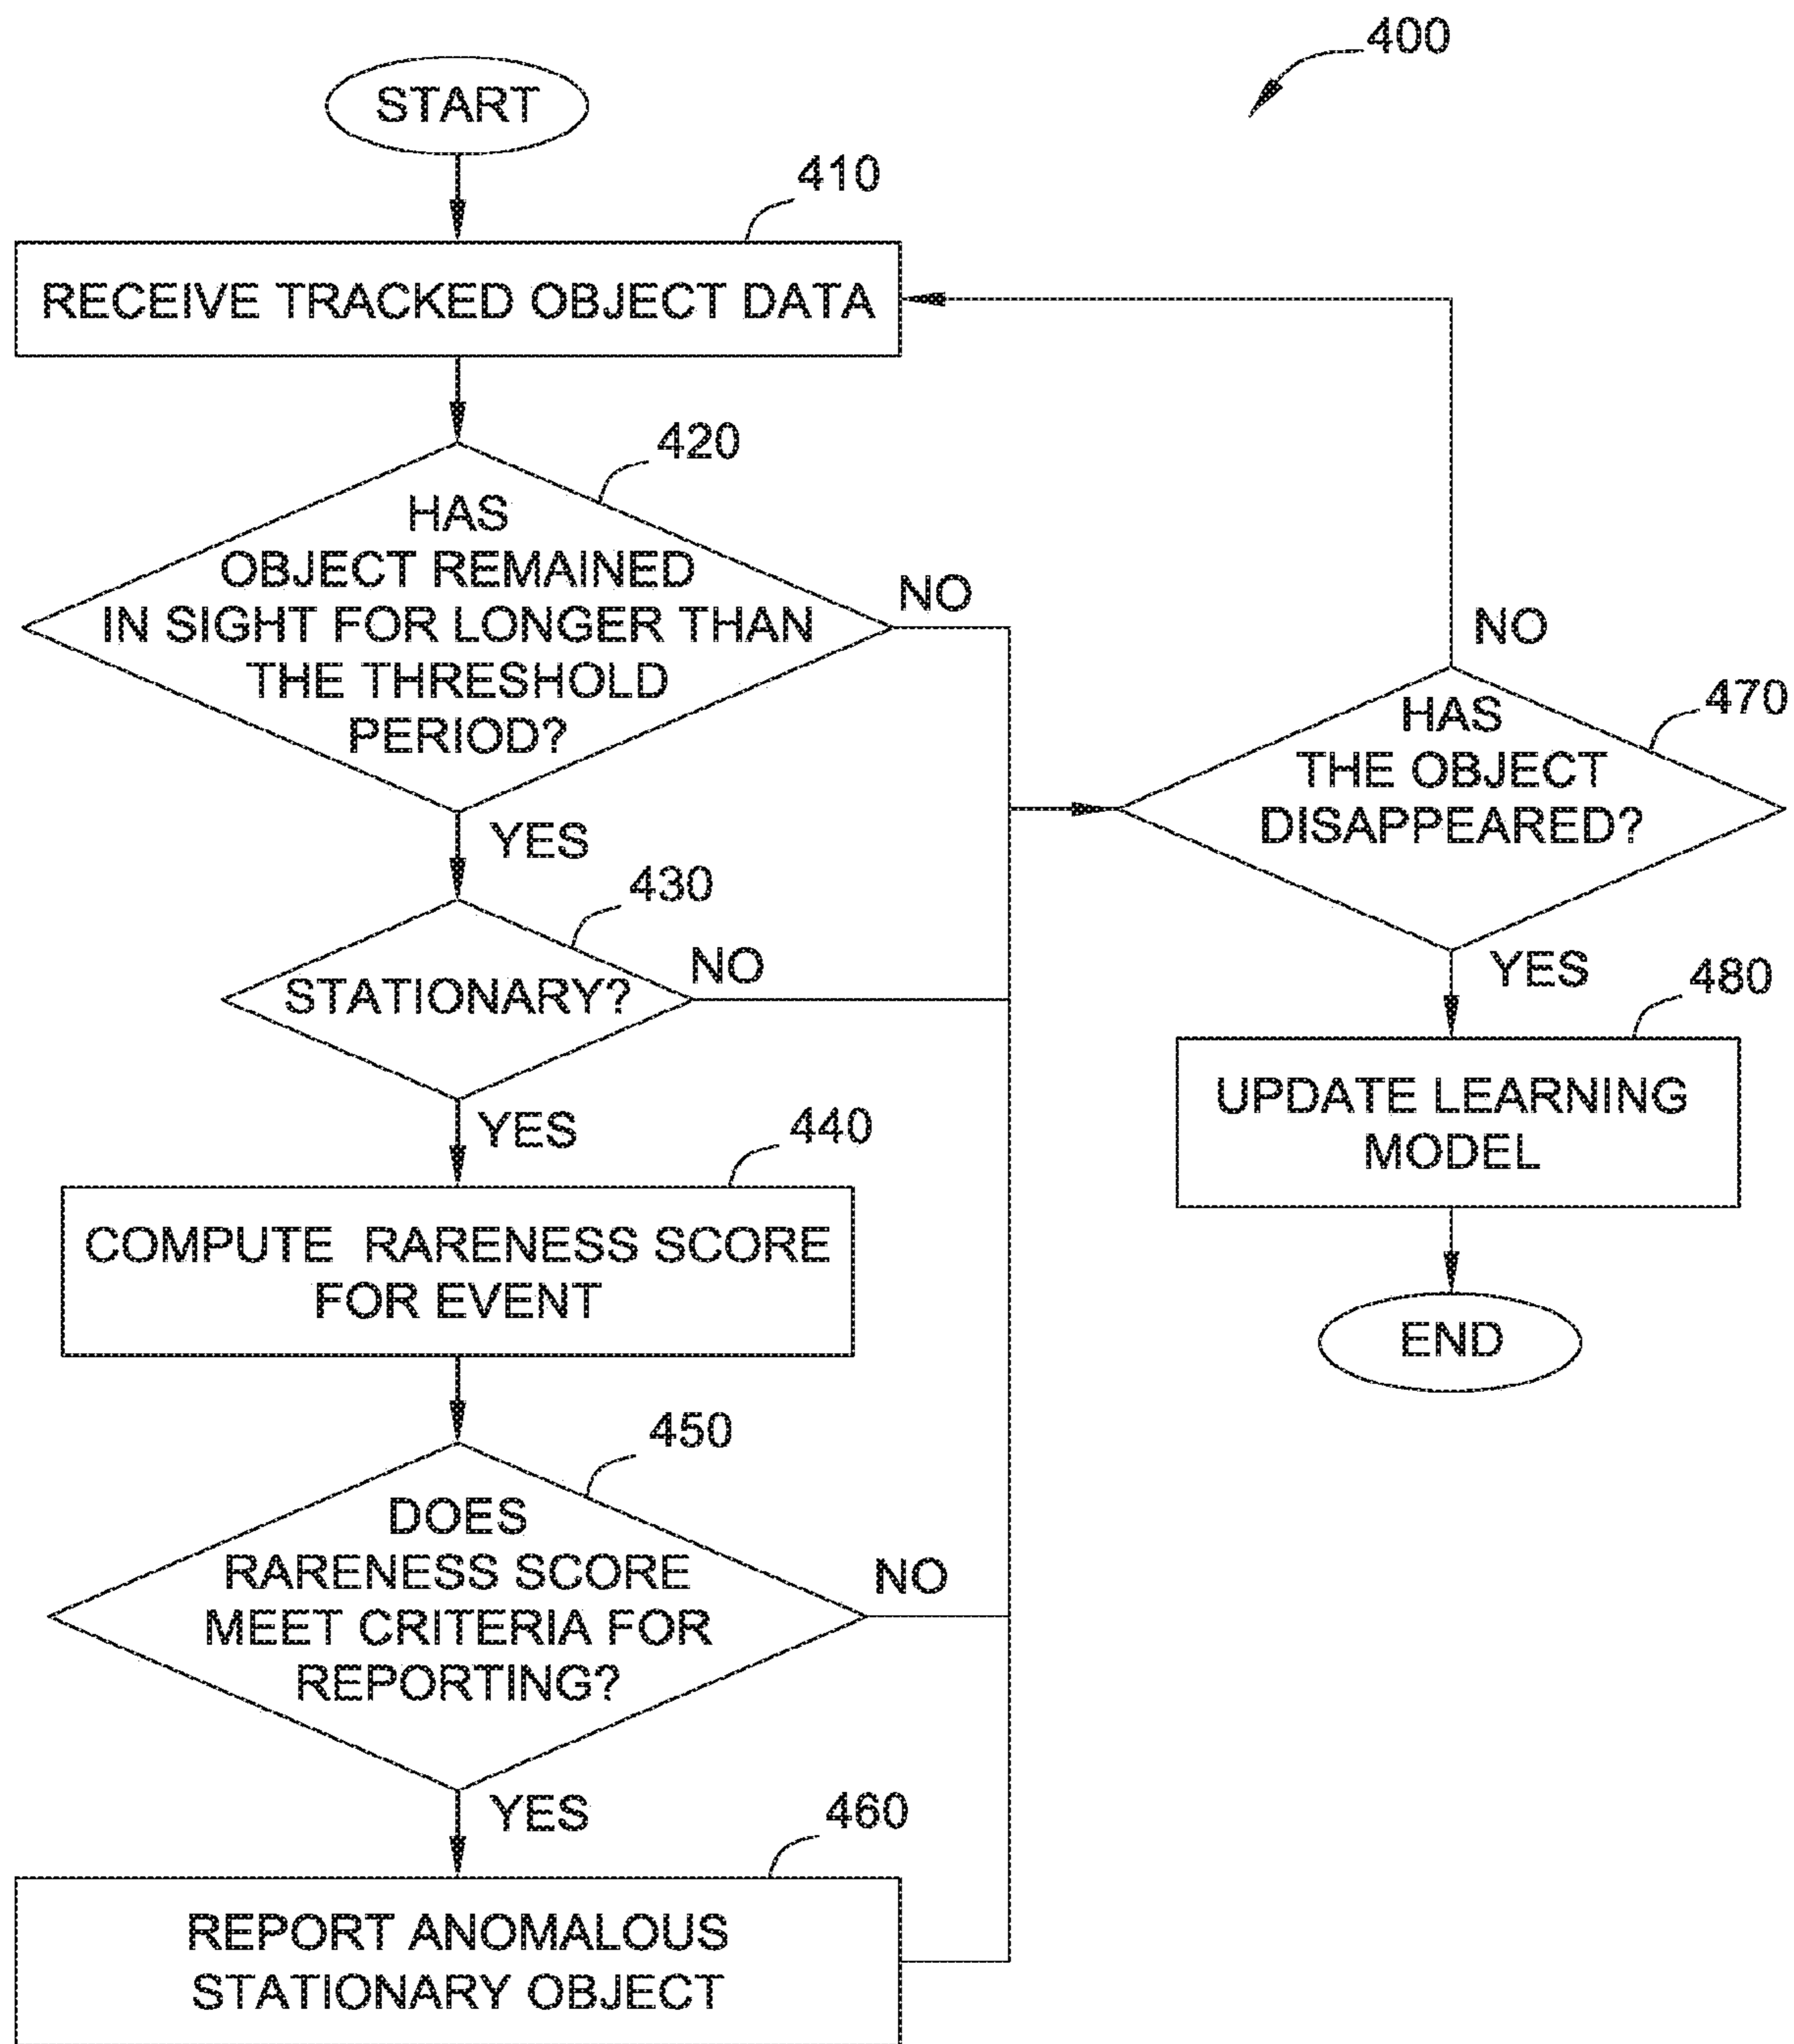 400
START
410
RECEIVE TRACKED OBJECT DATA
420
HAS
OBJECT REMAINED
IN SIGHT FOR LONGER THAN
THE THRESHOLD
PERIOD?
NO
YES
430
STATIONARY?
NO
YES
440
COMPUTE RARENESS SCORE
FOR EVENT
450
DOES
RARENESS SCORE
MEET CRITERIA FOR
REPORTING?
NO
YES
460
REPORT ANOMALOUS
STATIONARY OBJECT
NO
470
HAS
THE OBJECT
DISAPPEARED?
YES
480
UPDATE LEARNING
MODEL
END